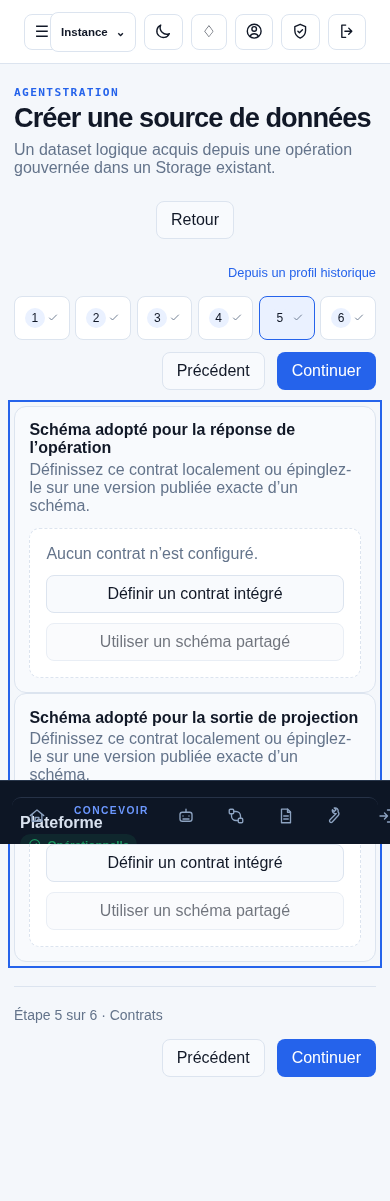 Instance
AGENTSTRATION
Créer une source de données
Un dataset logique acquis depuis une opération
gouvernée dans un Storage existant.
Retour
Depuis un profil historique
1
2
3
4
5
6
Précédent
Continuer
Schéma adopté pour la réponse de
l’opération
Définissez ce contrat localement ou épinglez-
le sur une version publiée exacte d’un
schéma.
Aucun contrat n’est configuré.
Définir un contrat intégré
Utiliser un schéma partagé
Schéma adopté pour la sortie de projection
Définissez ce contrat localement ou épinglez-
le sur une version publiée exacte d’un
schéma.
CONCEVOIR
Plateforme
Opérationnelle
Définir un contrat intégré
Utiliser un schéma partagé
Étape 5 sur 6 · Contrats
Précédent
Continuer